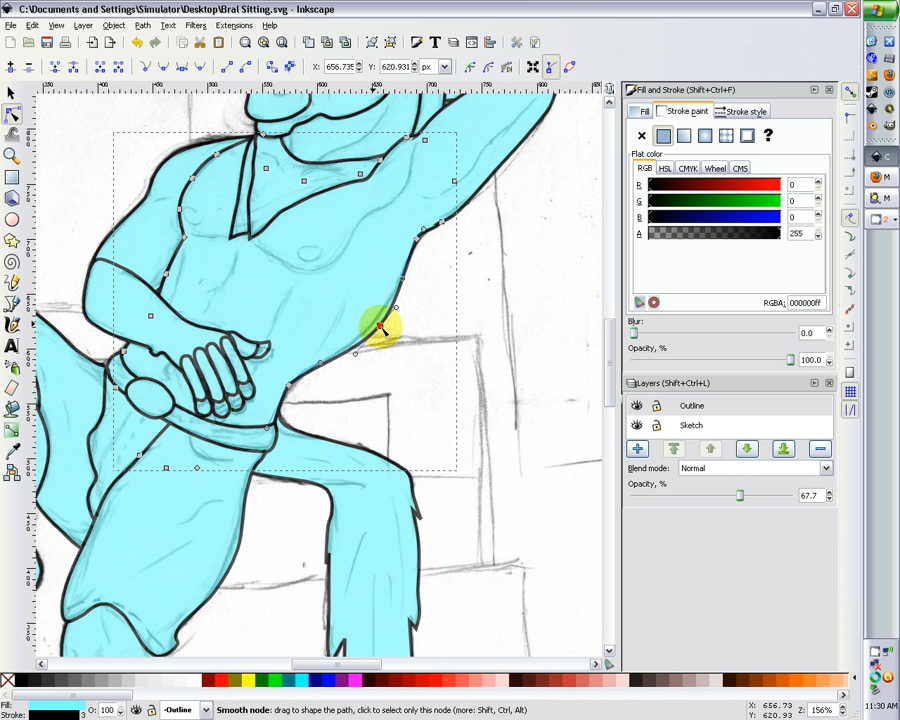 C:\Documents and Settings\Simulator\Desktop\Bral Sitting.svg - Inkscape
File Edit View Layer Object Path Text Filters Extensions Help
X: 656.735 Y: 620.931 px
Fill and Stroke (Shift+Ctrl+F)
Fill Stroke paint Stroke style
?
Flat color
RGB HSL CMYK Wheel CMS
R 0
G 0
B 0
A 255
RGBA: 000000ff
Blur:
0.0
Opacity, %
100.0
Layers (Shift+Ctrl+L)
Outline
Sketch
Blend mode: Normal
Opacity, %
67.7
Fill:
Stroke: 3
O: 100
-Outline
Smooth node: drag to shape the path, click to select only this node (more: Shift, Ctrl, Alt)
X: 656.73
Y: 620.93
Z: 156%
C
M
M
2
11:30 AM